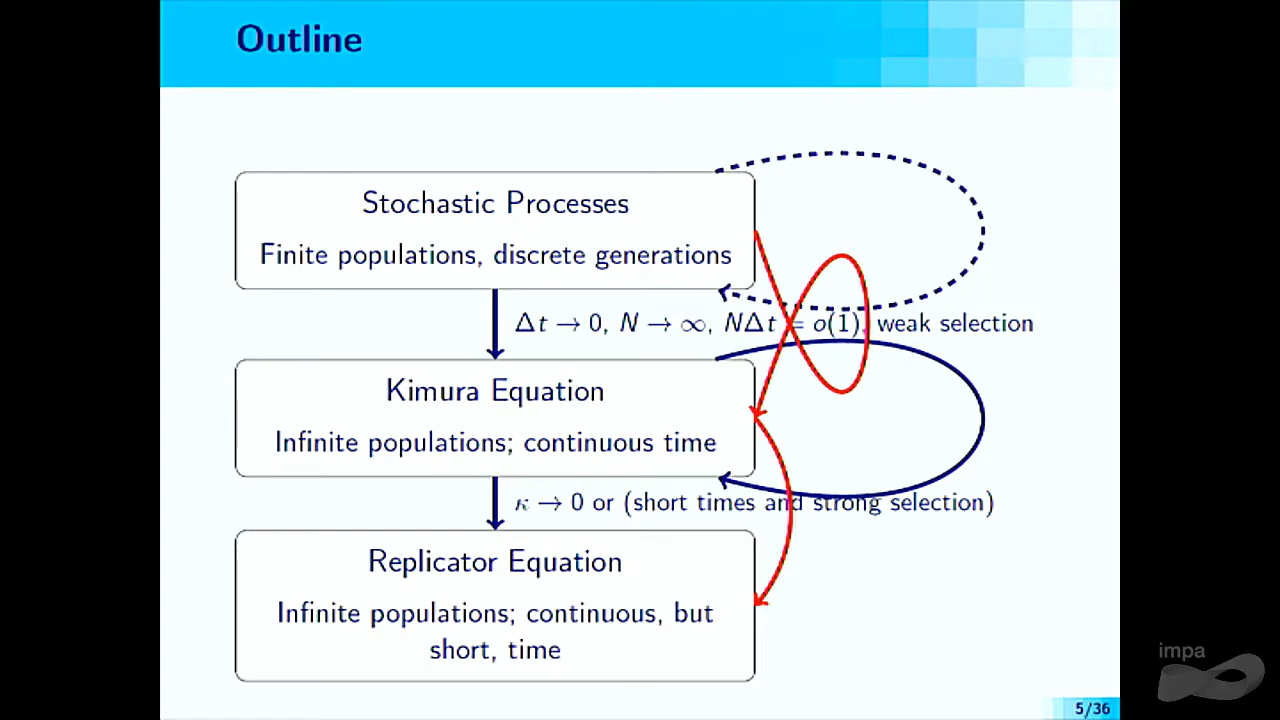 Outline
Stochastic Processes
Finite populations, discrete generations
Δt → 0, N → ∞, NΔt = o(1), weak selection
Kimura Equation
Infinite populations; continuous time
κ → 0 or (short times and strong selection)
Replicator Equation
Infinite populations; continuous, but
short, time
impa
5/36